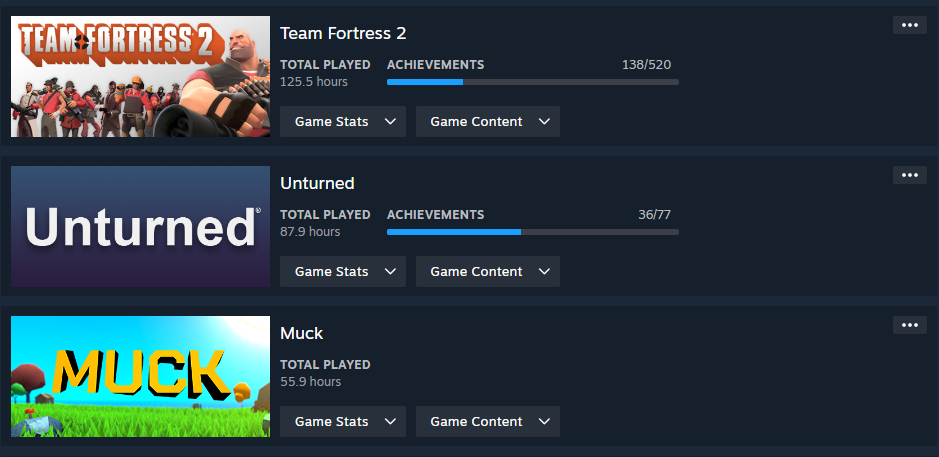 TEAM FORTRESS 2
Team Fortress 2
TOTAL PLAYED ACHIEVEMENTS 138/520
125.5 hours
Game Stats Game Content
Unturned®
Unturned
TOTAL PLAYED ACHIEVEMENTS 36/77
87.9 hours
Game Stats Game Content
MUCK
Muck
TOTAL PLAYED
55.9 hours
Game Stats Game Content